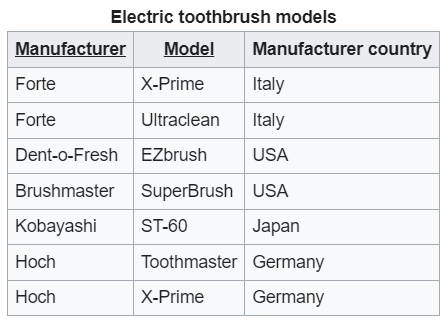 Electric toothbrush models
Manufacturer Model Manufacturer country
Forte X-Prime Italy
Forte Ultraclean Italy
Dent-o-Fresh EZbrush USA
Brushmaster SuperBrush USA
Kobayashi ST-60 Japan
Hoch Toothmaster Germany
Hoch X-Prime Germany